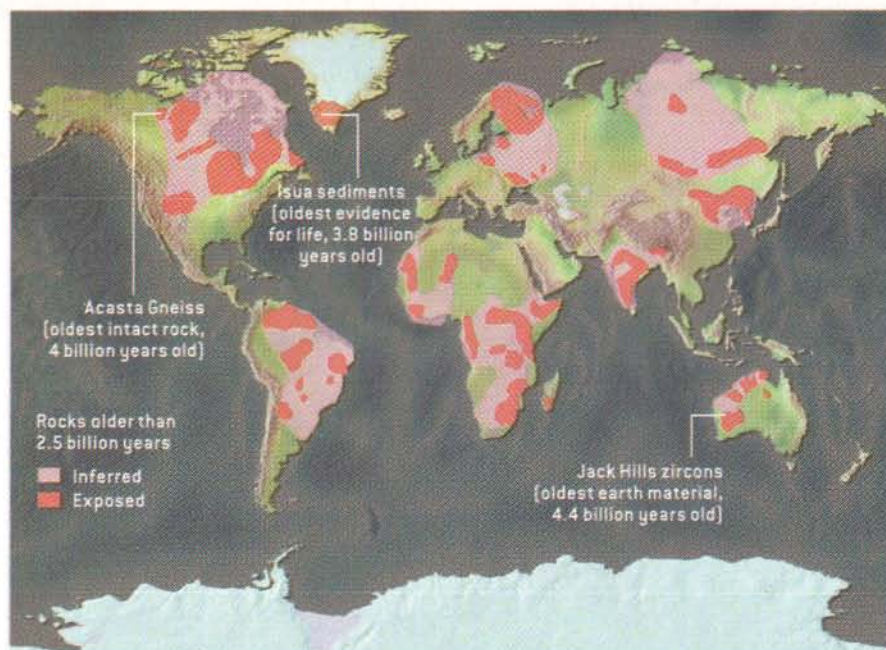 Isua sediments
(oldest evidence
for life, 3.8 billion
years old)
Acasta Gneiss
(oldest intact rock,
4 billion years old)
Rocks older than
2.5 billion years
Inferred
Exposed
Jack Hills zircons
(oldest earth material,
4.4 billion years old)